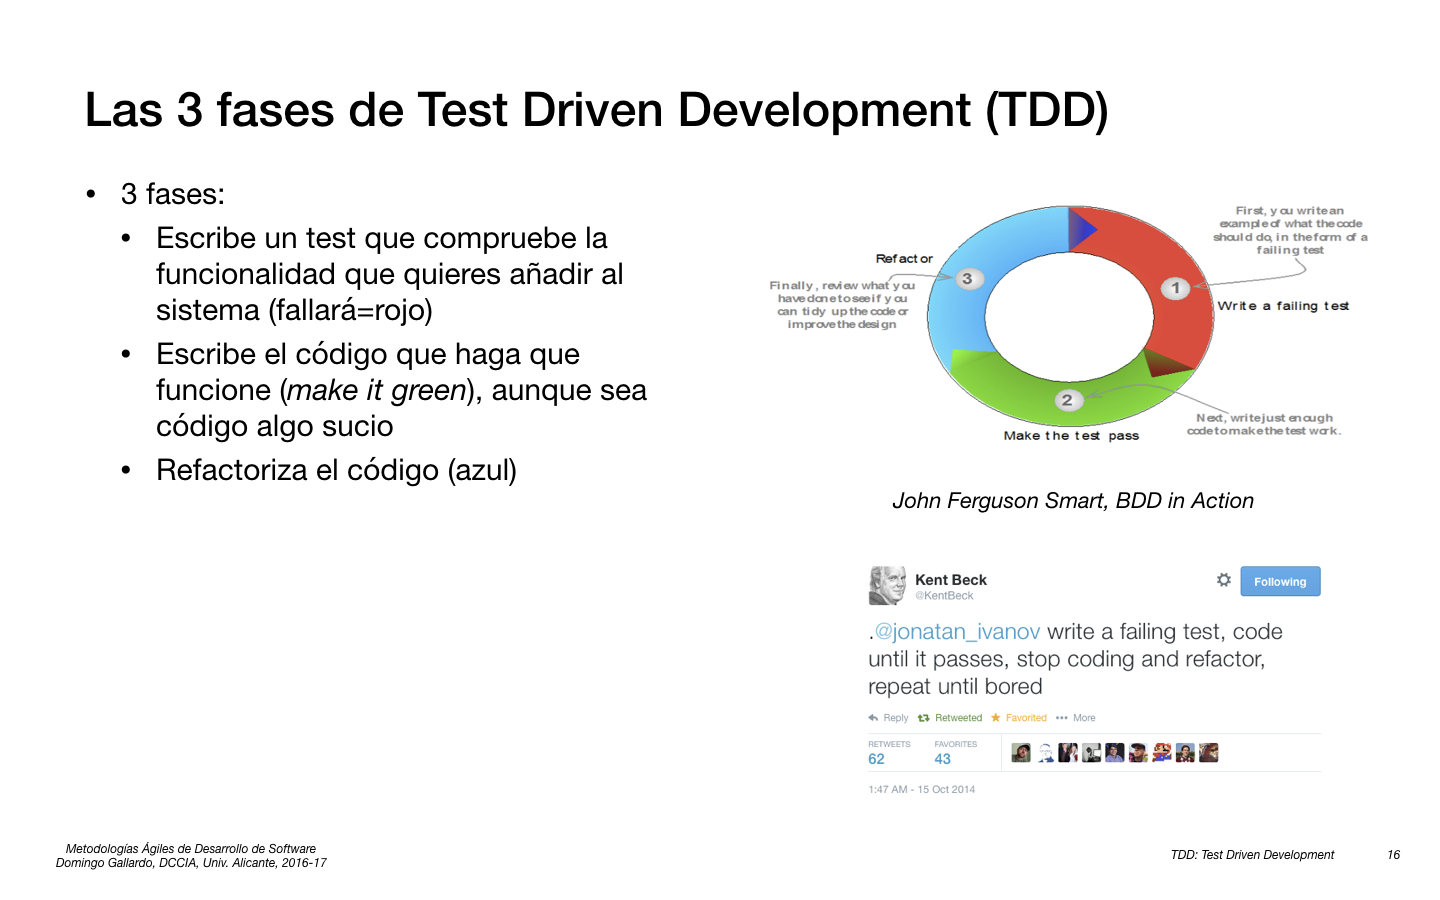 Las 3 fases de Test Driven Development (TDD)
• 3 fases:
• Escribe un test que compruebe la
funcionalidad que quieres añadir al
sistema (fallará=rojo)
• Escribe el código que haga que
funcione (make it green), aunque sea
código algo sucio
• Refactoriza el código (azul)
First, you write an
example of what the code
should do, in the form of a
failing test
1
Write a failing test
Refactor
3
Finally, review what you
have done to see if you
can tidy up the code or
improve the design
2
Make the test pass
Next, write just enough
code to make the test work.
John Ferguson Smart, BDD in Action
Kent Beck
@KentBeck
Following
.@jonatan_ivanov write a failing test, code
until it passes, stop coding and refactor,
repeat until bored
Reply Retweeted Favorited More
RETWEETS FAVORITES
62 43
1:47 AM - 15 Oct 2014
Metodologías Ágiles de Desarrollo de Software
Domingo Gallardo, DCCIA, Univ. Alicante, 2016-17
TDD: Test Driven Development 16